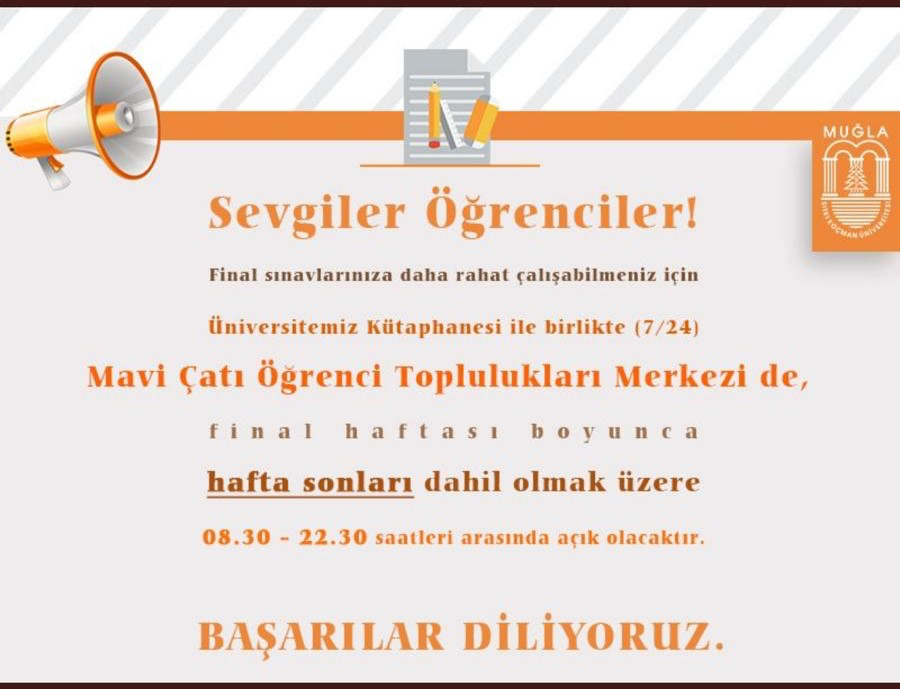 MUĞLA
SITKI KOÇMAN ÜNİVERSİTESİ
Sevgiler Öğrenciler!
Final sınavlarınıza daha rahat çalışabilmeniz için
Üniversitemiz Kütaphanesi ile birlikte (7/24)
Mavi Çatı Öğrenci Toplulukları Merkezi de,
final haftası boyunca
hafta sonları dahil olmak üzere
08.30 - 22.30 saatleri arasında açık olacaktır.
BAŞARILAR DİLİYORUZ.